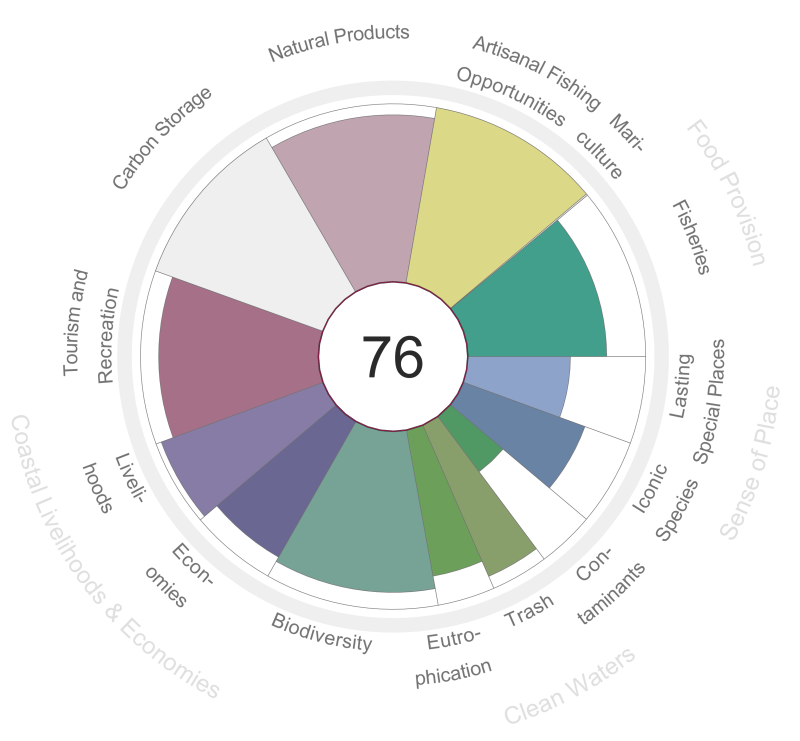 Natural Products
Artisanal Fishing
Opportunities
Mari-
culture
Food Provision
Fisheries
Lasting
Special Places
Sense of Place
Iconic
Species
Con-
taminants
Clean Waters
Trash
Eutro-
phication
Biodiversity
Econ-
omies
Coastal Livelihoods & Economies
Liveli-
hoods
Tourism and
Recreation
Carbon Storage
76